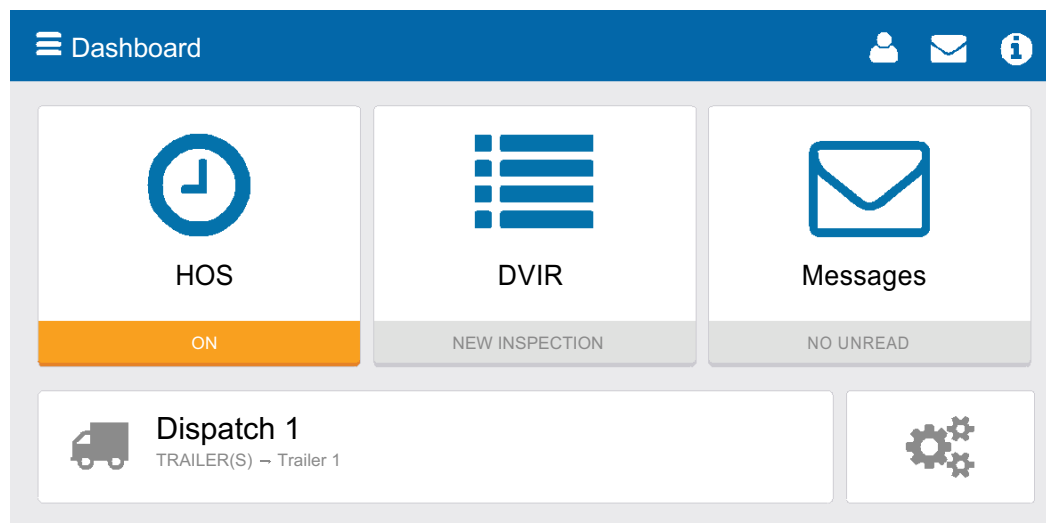 Dashboard
HOS
DVIR
Messages
ON
NEW INSPECTION
NO UNREAD
Dispatch 1
TRAILER(S) – Trailer 1